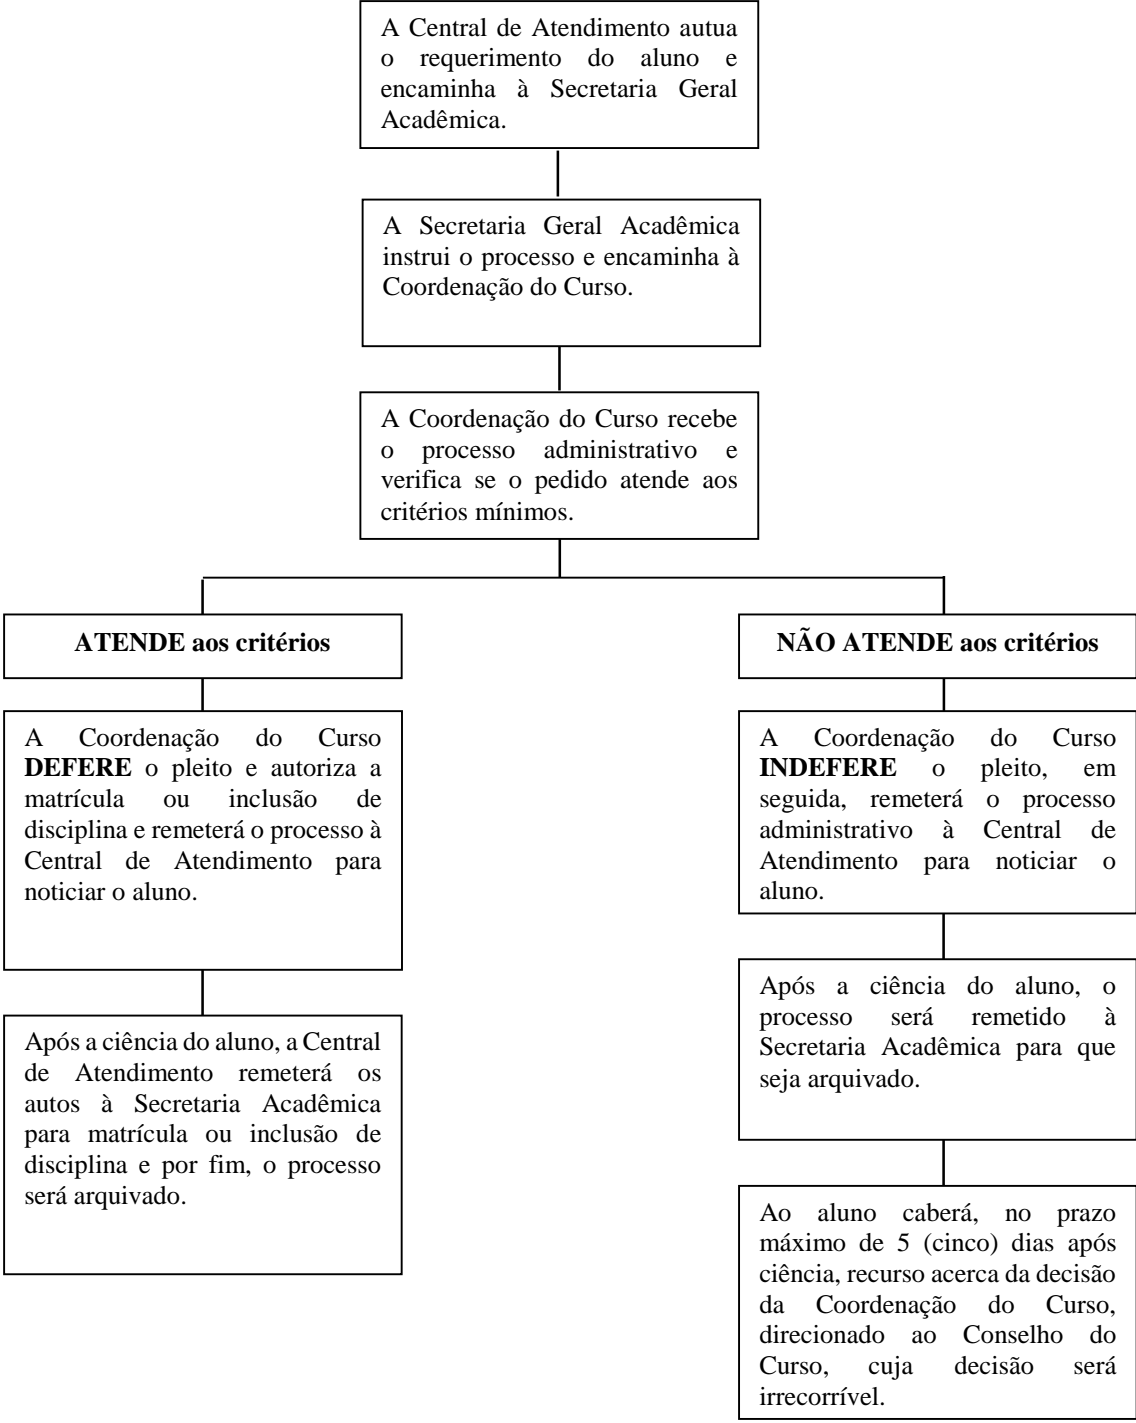 A Central de Atendimento autua
o requerimento do aluno e
encaminha à Secretaria Geral
Acadêmica.
A Secretaria Geral Acadêmica
instrui o processo e encaminha à
Coordenação do Curso.
A Coordenação do Curso recebe
o processo administrativo e
verifica se o pedido atende aos
critérios mínimos.
ATENDE aos critérios
A Coordenação do Curso
DEFERE o pleito e autoriza a
matrícula ou inclusão de
disciplina e remeterá o processo à
Central de Atendimento para
noticiar o aluno.
Após a ciência do aluno, a Central
de Atendimento remeterá os
autos à Secretaria Acadêmica
para matrícula ou inclusão de
disciplina e por fim, o processo
será arquivado.
NÃO ATENDE aos critérios
A Coordenação do Curso
INDEFERE o pleito, em
seguida, remeterá o processo
administrativo à Central de
Atendimento para noticiar o
aluno.
Após a ciência do aluno, o
processo será remetido à
Secretaria Acadêmica para que
seja arquivado.
Ao aluno caberá, no prazo
máximo de 5 (cinco) dias após
ciência, recurso acerca da decisão
da Coordenação do Curso,
direcionado ao Conselho do
Curso, cuja decisão será
irrecorrível.